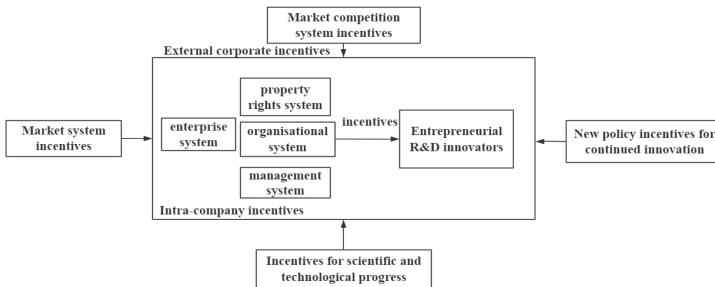 Market competition
system incentives
External corporate incentives
property
rights system
incentives
enterprise
system
organisational
system
Entrepreneurial
R&D innovators
Market system
incentives
New policy incentives for
continued innovation
management
system
Intra-company incentives
Incentives for scientific and
technological progress